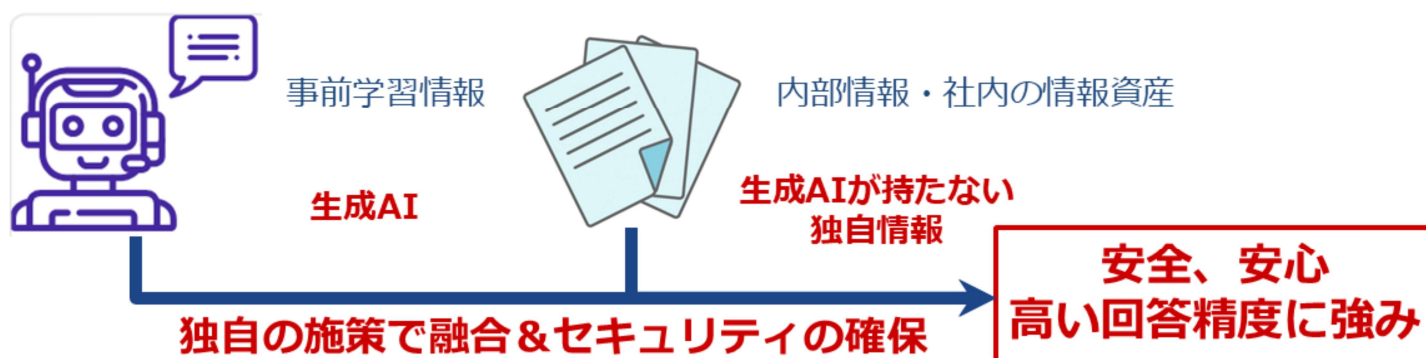 事前学習情報
内部情報・社内の情報資産
生成AI
生成AIが持たない
独自情報
安全、安心
高い回答精度に強み
独自の施策で融合＆セキュリティの確保